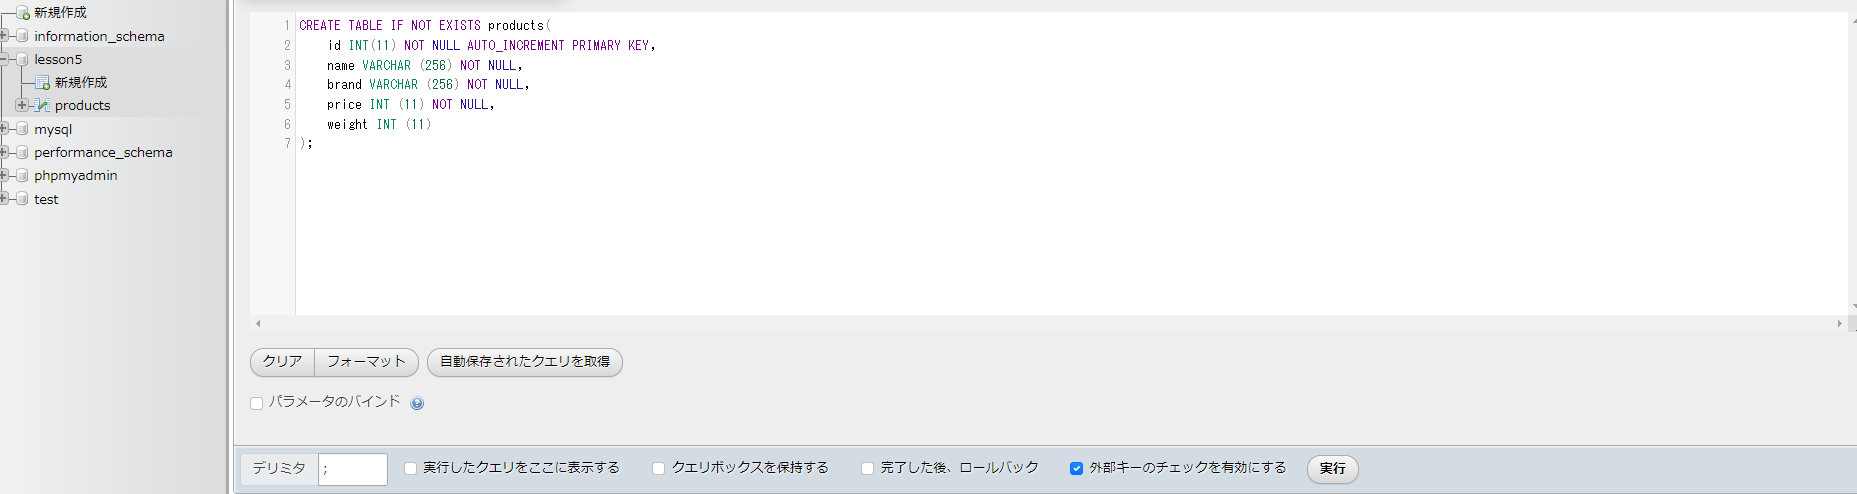 新規作成
information_schema
lesson5
新規作成
products
mysql
performance_schema
phpmyadmin
test
1 CREATE TABLE IF NOT EXISTS products(
2 id INT(11) NOT NULL AUTO_INCREMENT PRIMARY KEY,
3 name VARCHAR (256) NOT NULL,
4 brand VARCHAR (256) NOT NULL,
5 price INT (11) NOT NULL,
6 weight INT (11)
7 );
クリア フォーマット 自動保存されたクエリを取得
パラメータのバインド
デリミタ ; 実行したクエリをここに表示する クエリボックスを保持する 完了した後、ロールバック 外部キーのチェックを有効にする 実行